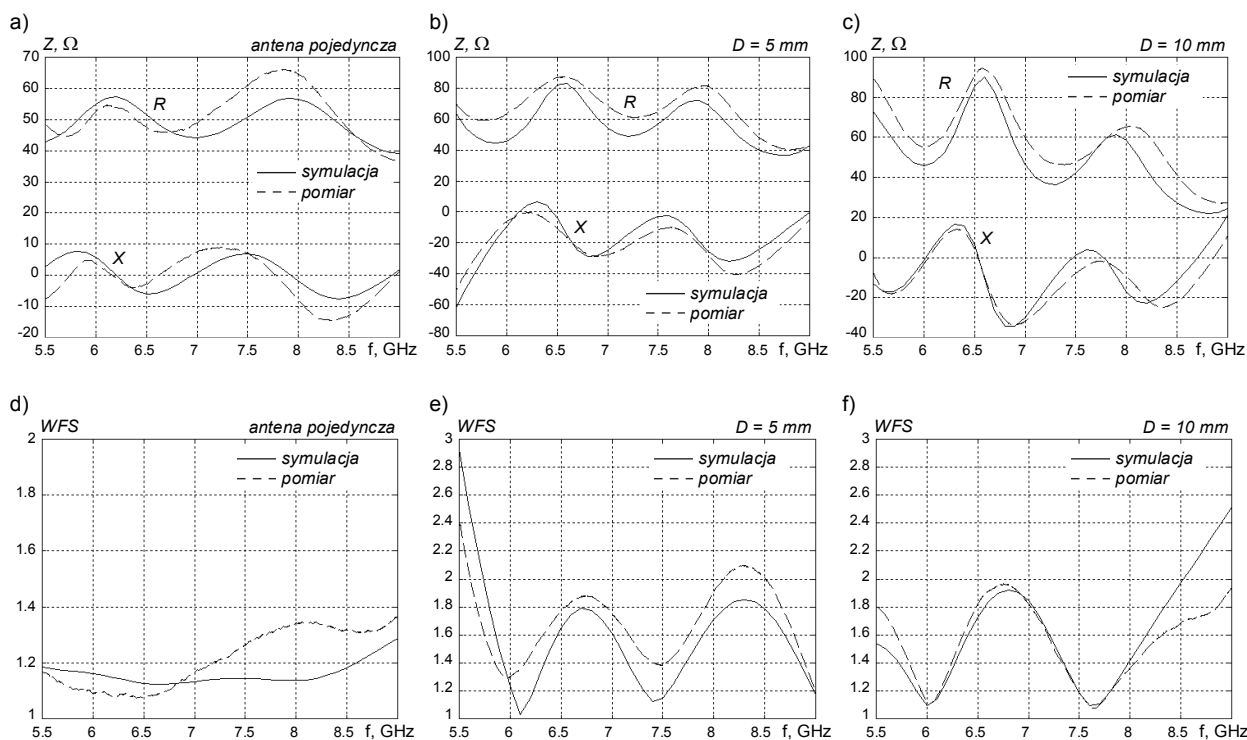 a)
Z, Ω
antena pojedyncza
70
60
50
40
30
20
10
0
-10
-20
R
X
symulacja
pomiar
5.5 6 6.5 7 7.5 8 8.5 f, GHz
b)
Z, Ω
D = 5 mm
100
80
60
40
20
0
-20
-40
-60
-80
R
X
symulacja
pomiar
5.5 6 6.5 7 7.5 8 8.5 f, GHz
c)
Z, Ω
D = 10 mm
100
80
60
40
20
0
-20
-40
R
X
symulacja
pomiar
5.5 6 6.5 7 7.5 8 8.5 f, GHz
d)
WFS
antena pojedyncza
2
1.8
1.6
1.4
1.2
1
symulacja
pomiar
5.5 6 6.5 7 7.5 8 8.5 f, GHz
e)
WFS
D = 5 mm
3
2.8
2.6
2.4
2.2
2
1.8
1.6
1.4
1.2
1
symulacja
pomiar
5.5 6 6.5 7 7.5 8 8.5 f, GHz
f)
WFS
D = 10 mm
3
2.8
2.6
2.4
2.2
2
1.8
1.6
1.4
1.2
1
symulacja
pomiar
5.5 6 6.5 7 7.5 8 8.5 f, GHz